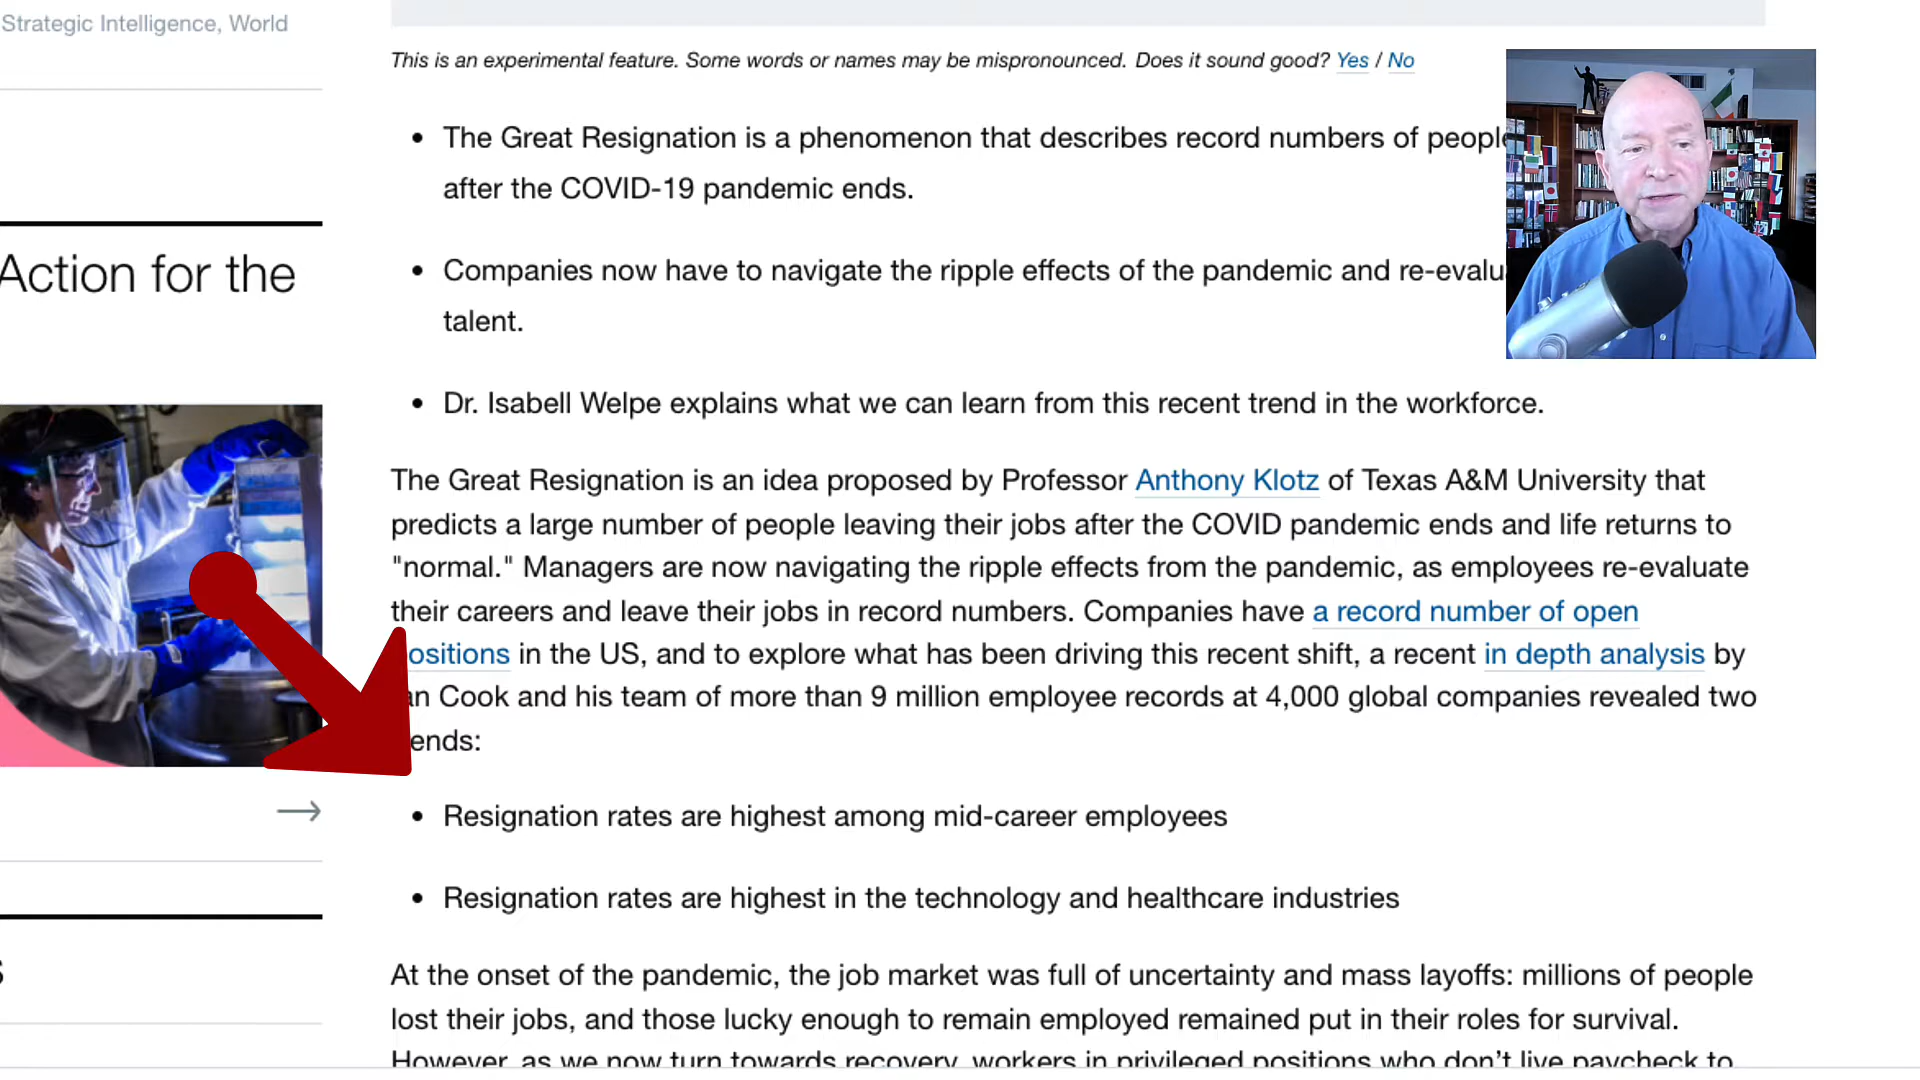 Strategic Intelligence, World
Action for the
This is an experimental feature. Some words or names may be mispronounced. Does it sound good? Yes / No
• The Great Resignation is a phenomenon that describes record numbers of people
after the COVID-19 pandemic ends.
• Companies now have to navigate the ripple effects of the pandemic and re-evalu
talent.
• Dr. Isabell Welpe explains what we can learn from this recent trend in the workforce.
The Great Resignation is an idea proposed by Professor Anthony Klotz of Texas A&M University that
predicts a large number of people leaving their jobs after the COVID pandemic ends and life returns to
"normal." Managers are now navigating the ripple effects from the pandemic, as employees re-evaluate
their careers and leave their jobs in record numbers. Companies have a record number of open
ositions in the US, and to explore what has been driving this recent shift, a recent in depth analysis by
an Cook and his team of more than 9 million employee records at 4,000 global companies revealed two
ends:
• Resignation rates are highest among mid-career employees
• Resignation rates are highest in the technology and healthcare industries
At the onset of the pandemic, the job market was full of uncertainty and mass layoffs: millions of people
lost their jobs, and those lucky enough to remain employed remained put in their roles for survival.
However, as we now turn towards recovery, workers in privileged positions who don't live paycheck to